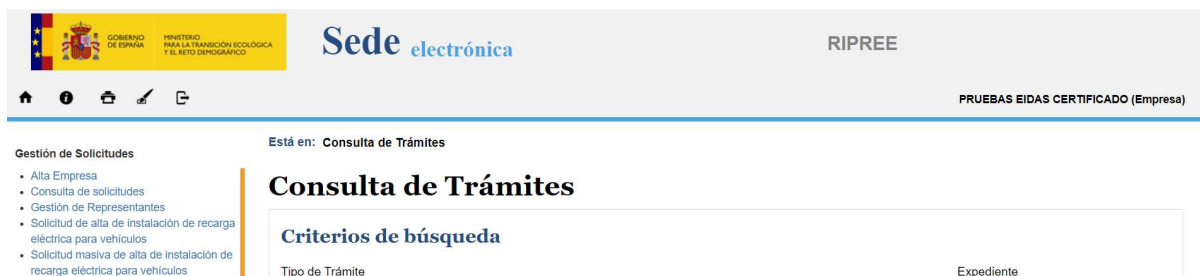 GOBIERNO
DE ESPAÑA
MINISTERIO
PARA LA TRANSICIÓN ECOLÓGICA
Y EL RETO DEMOGRÁFICO
Sede electrónica
RIPREE
PRUEBAS EIDAS CERTIFICADO (Empresa)
Gestión de Solicitudes
• Alta Empresa
• Consulta de solicitudes
• Gestión de Representantes
• Solicitud de alta de instalación de recarga
eléctrica para vehículos
• Solicitud masiva de alta de instalación de
recarga eléctrica para vehículos
Está en: Consulta de Trámites
Consulta de Trámites
Criterios de búsqueda
Tipo de Trámite
Expediente